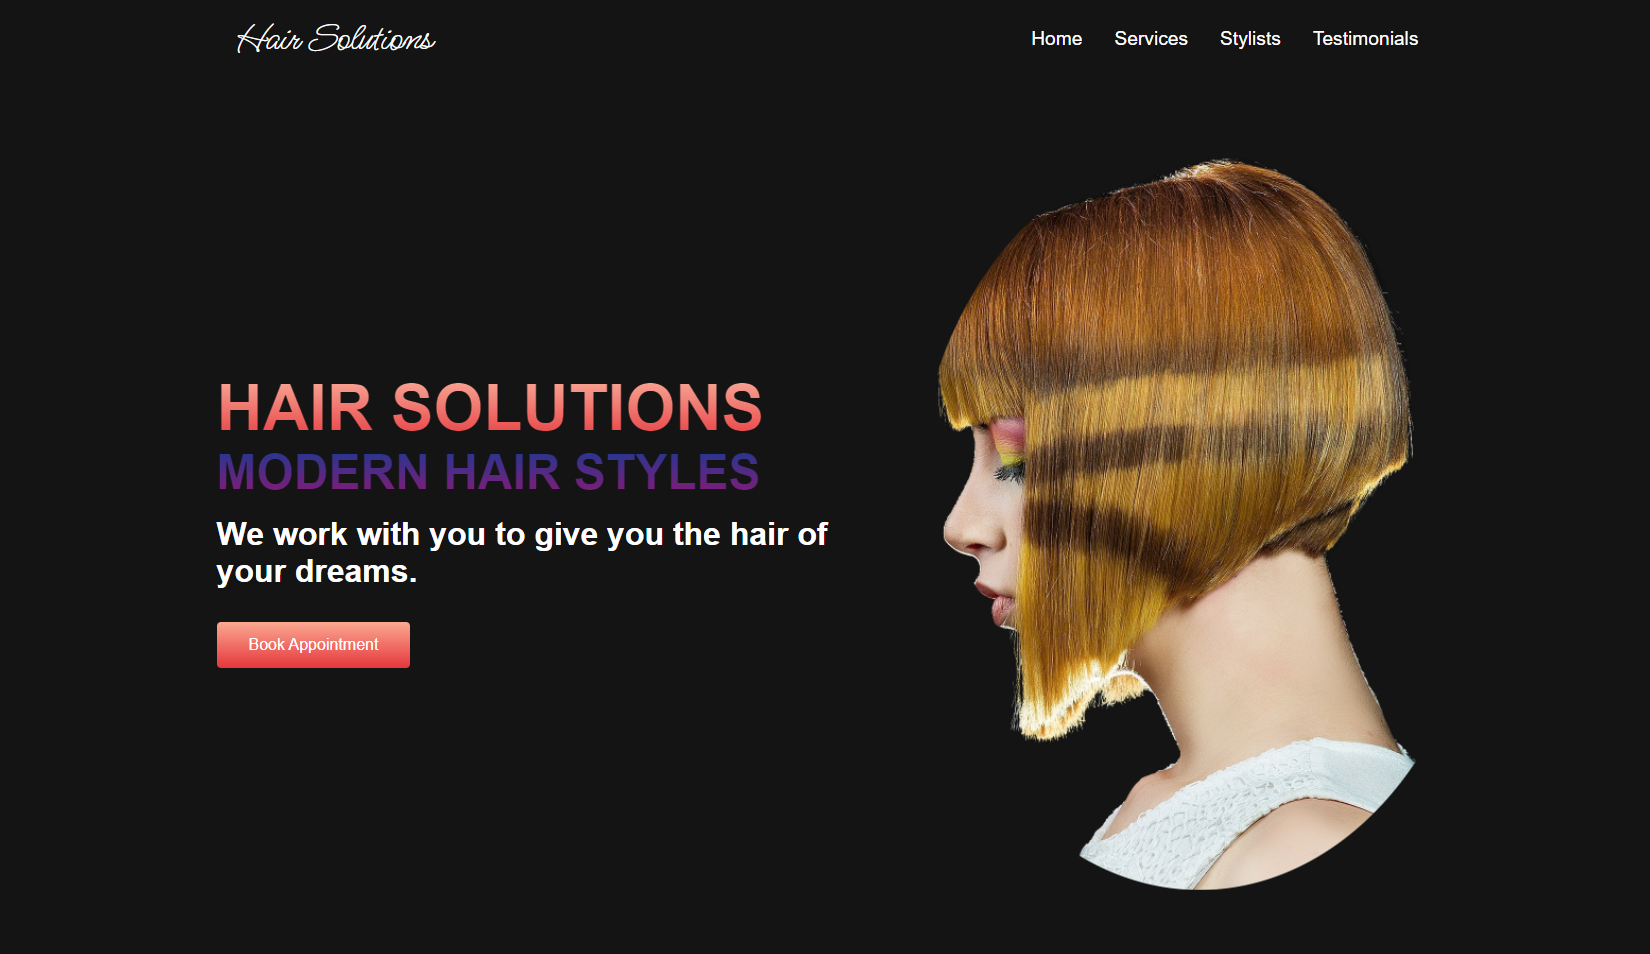 Hair Solutions
Home Services Stylists Testimonials
HAIR SOLUTIONS
MODERN HAIR STYLES
We work with you to give you the hair of
your dreams.
Book Appointment